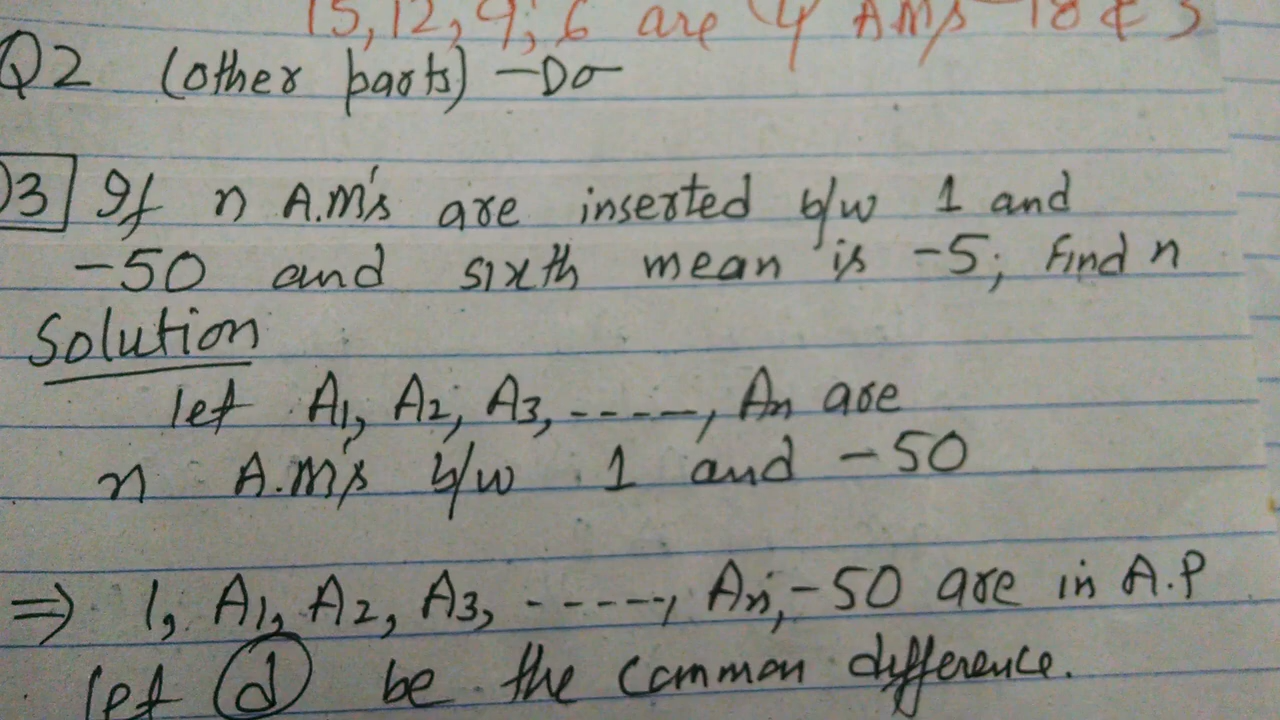 15, 12, 9, 6 are 4 AM's 18 & 3
Q2 (other parts) - Do
Q3 If n A.M's are inserted b/w 1 and
-50 and sixth mean is -5; Find n
Solution
let A1, A2, A3, -----, An are
n A.M's b/w 1 and -50
⇒ 1, A1, A2, A3, -----, An, -50 are in A.P
let d be the common difference.